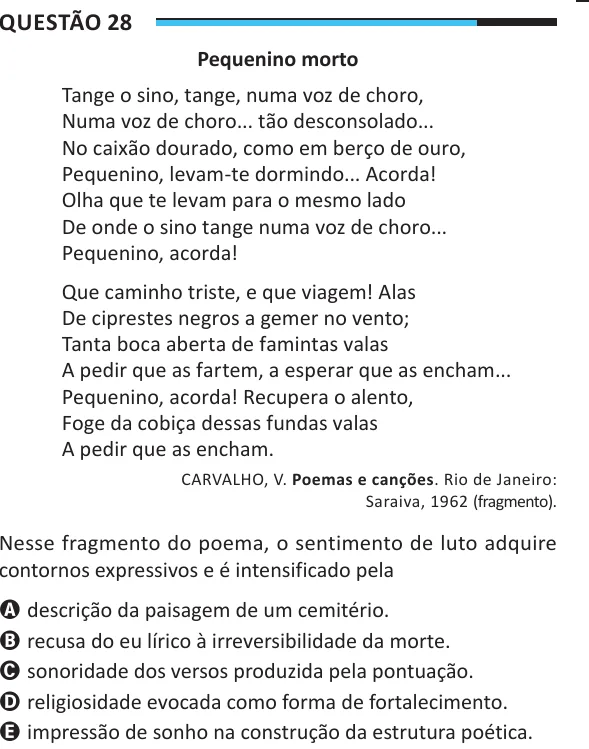 QUESTÃO 28
Pequenino morto
Tange o sino, tange, numa voz de choro,
Numa voz de choro... tão desconsolado...
No caixão dourado, como em berço de ouro,
Pequenino, levam-te dormindo... Acorda!
Olha que te levam para o mesmo lado
De onde o sino tange numa voz de choro...
Pequenino, acorda!
Que caminho triste, e que viagem! Alas
De ciprestes negros a gemer no vento;
Tanta boca aberta de famintas valas
A pedir que as fartem, a esperar que as encham...
Pequenino, acorda! Recupera o alento,
Foge da cobiça dessas fundas valas
A pedir que as encham.
CARVALHO, V. Poemas e canções. Rio de Janeiro:
Saraiva, 1962 (fragmento).
Nesse fragmento do poema, o sentimento de luto adquire
contornos expressivos e é intensificado pela
A descrição da paisagem de um cemitério.
B recusa do eu lírico à irreversibilidade da morte.
C sonoridade dos versos produzida pela pontuação.
D religiosidade evocada como forma de fortalecimento.
E impressão de sonho na construção da estrutura poética.